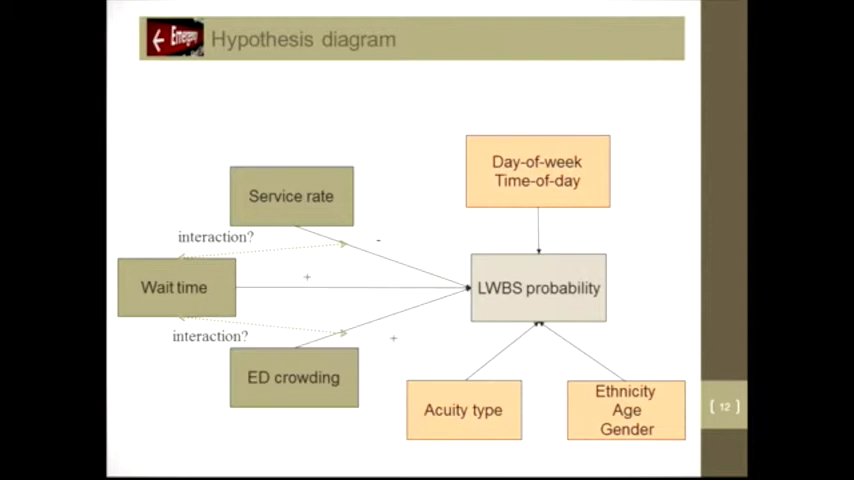 Emergency
Hypothesis diagram
Day-of-week
Time-of-day
Service rate
interaction?
-
Wait time
+
LWBS probability
interaction?
+
ED crowding
Acuity type
Ethnicity
Age
Gender
[ 12 ]